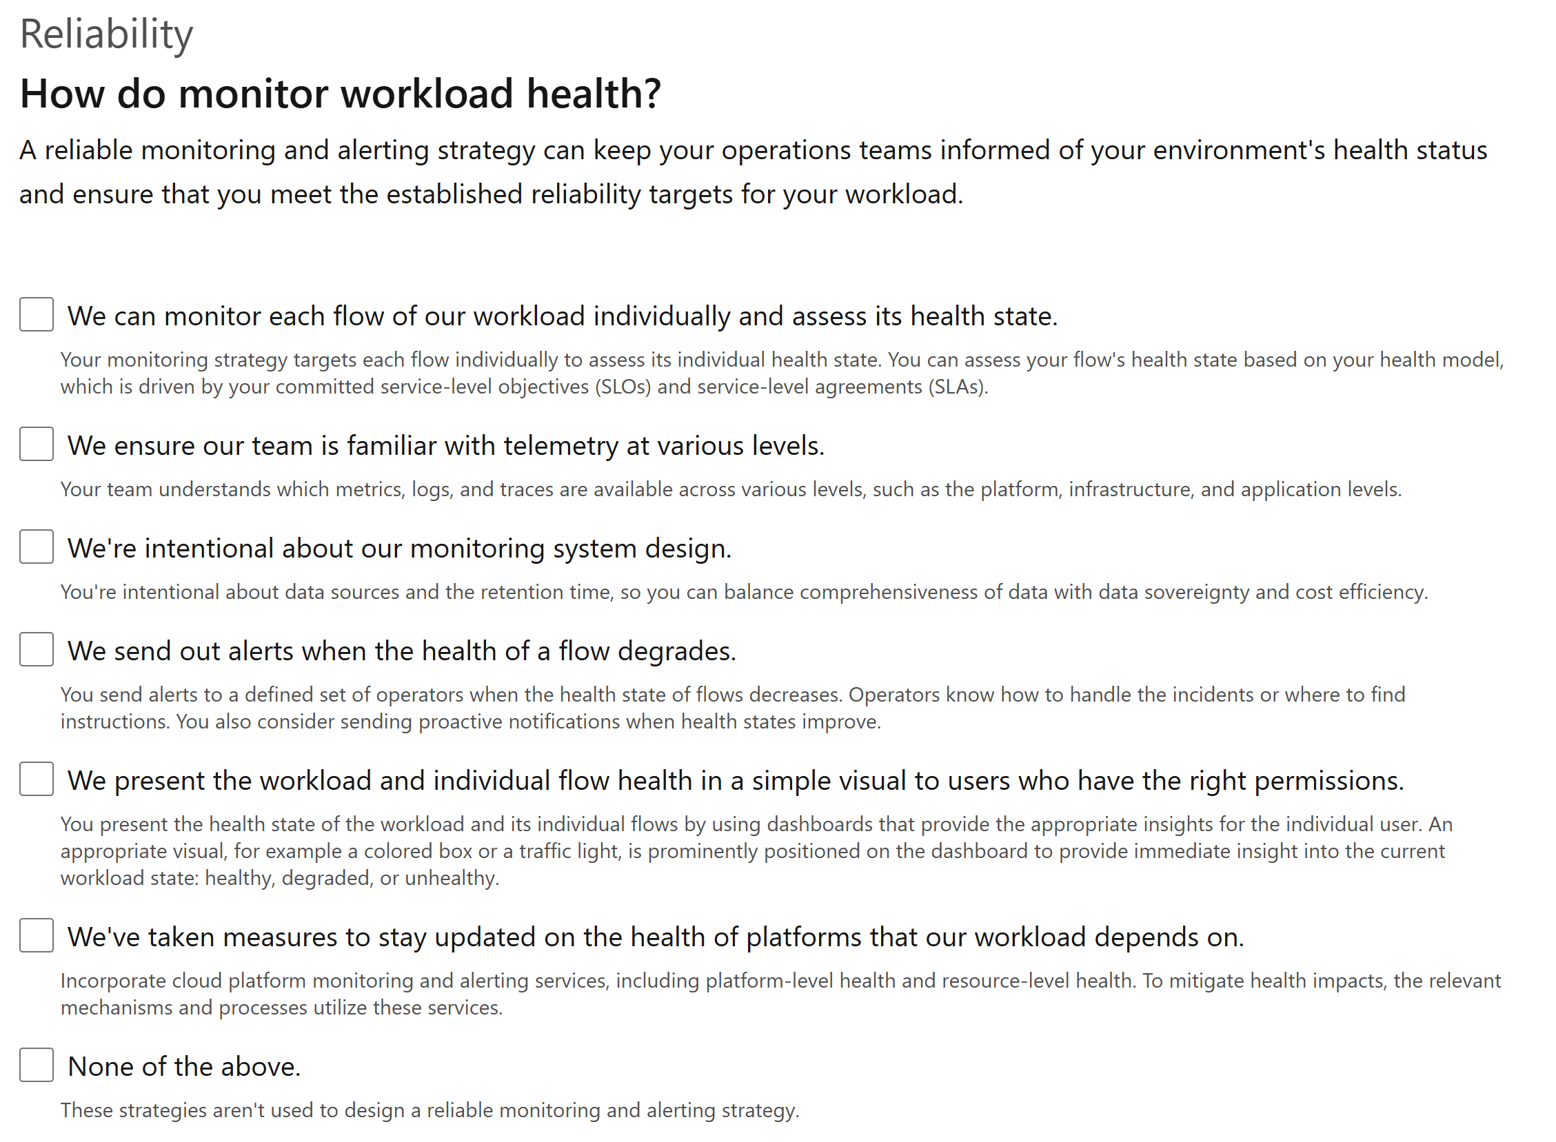 Reliability
How do monitor workload health?
A reliable monitoring and alerting strategy can keep your operations teams informed of your environment's health status
and ensure that you meet the established reliability targets for your workload.
We can monitor each flow of our workload individually and assess its health state.
Your monitoring strategy targets each flow individually to assess its individual health state. You can assess your flow's health state based on your health model,
which is driven by your committed service-level objectives (SLOs) and service-level agreements (SLAs).
We ensure our team is familiar with telemetry at various levels.
Your team understands which metrics, logs, and traces are available across various levels, such as the platform, infrastructure, and application levels.
We're intentional about our monitoring system design.
You're intentional about data sources and the retention time, so you can balance comprehensiveness of data with data sovereignty and cost efficiency.
We send out alerts when the health of a flow degrades.
You send alerts to a defined set of operators when the health state of flows decreases. Operators know how to handle the incidents or where to find
instructions. You also consider sending proactive notifications when health states improve.
We present the workload and individual flow health in a simple visual to users who have the right permissions.
You present the health state of the workload and its individual flows by using dashboards that provide the appropriate insights for the individual user. An
appropriate visual, for example a colored box or a traffic light, is prominently positioned on the dashboard to provide immediate insight into the current
workload state: healthy, degraded, or unhealthy.
We've taken measures to stay updated on the health of platforms that our workload depends on.
Incorporate cloud platform monitoring and alerting services, including platform-level health and resource-level health. To mitigate health impacts, the relevant
mechanisms and processes utilize these services.
None of the above.
These strategies aren't used to design a reliable monitoring and alerting strategy.